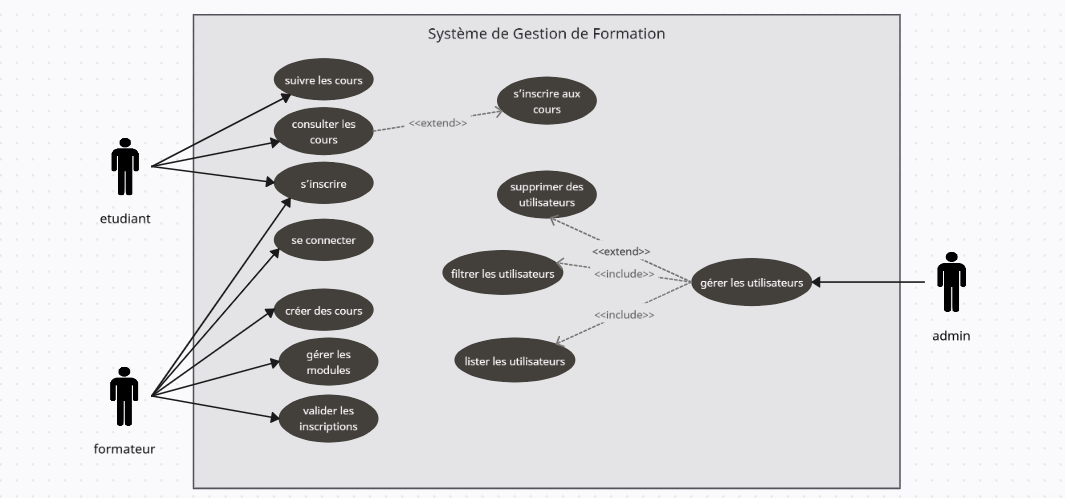 Système de Gestion de Formation
suivre les cours
s'inscrire aux
cours
consulter les
cours
<<extend>>
s'inscrire
etudiant
supprimer des
utilisateurs
se connecter
<<extend>>
filtrer les utilisateurs
<<include>>
gérer les utilisateurs
créer des cours
<<include>>
admin
gérer les
modules
lister les utilisateurs
valider les
inscriptions
formateur